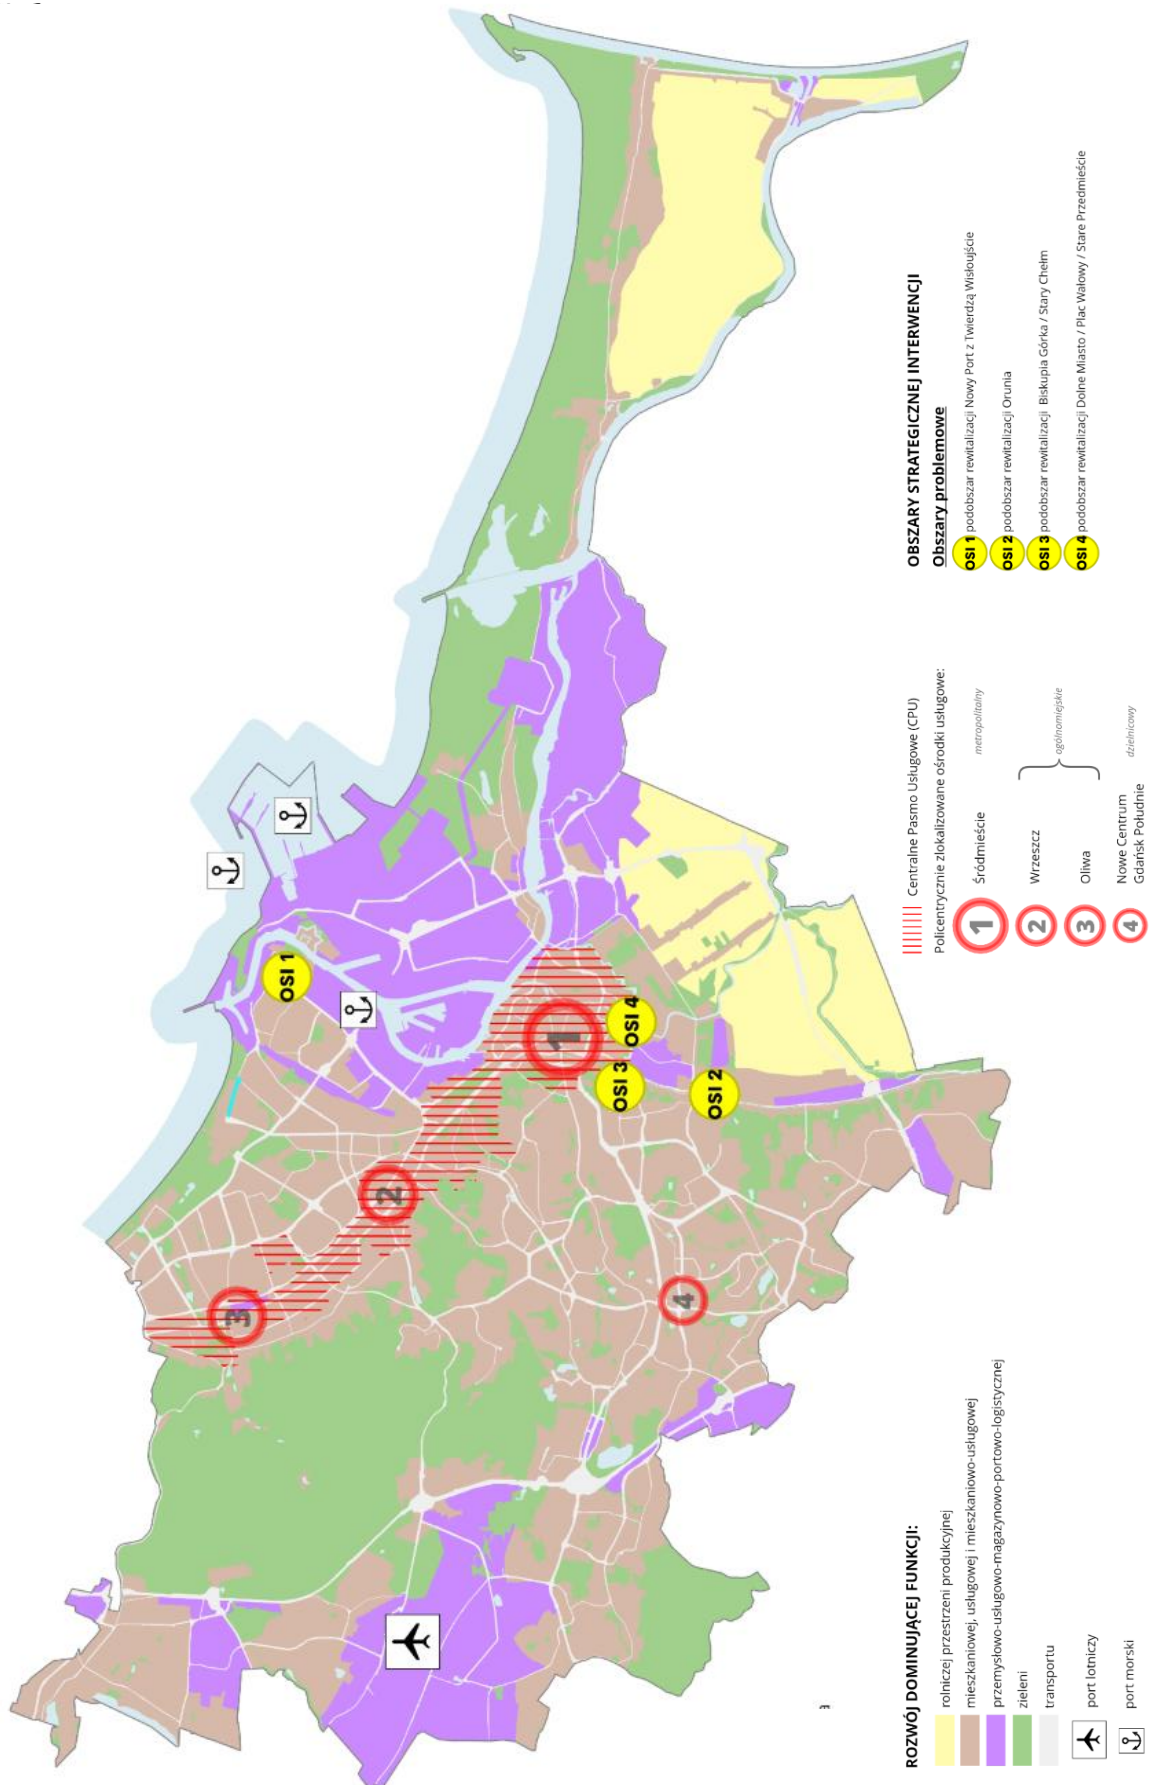 OSI 1
OSI 4
OSI 3
OSI 2
1
2
3
4
ROZWÓJ DOMINUJĄCEJ FUNKCJI:
rolniczej przestrzeni produkcyjnej
mieszkaniowej, usługowej i mieszkaniowo-usługowej
przemysłowo-usługowo-magazynowo-portowo-logistycznej
zieleni
transportu
port lotniczy
port morski
Centralne Pasmo Usługowe (CPU)
Policentrycznie zlokalizowane ośrodki usługowe:
1 Śródmieście metropolitalny
2 Wrzeszcz
ogólnomiejskie
3 Oliwa
4 Nowe Centrum
Gdańsk Południe
dzielnicowy
OBSZARY STRATEGICZNEJ INTERWENCJI
Obszary problemowe
OSI 1 podobszar rewitalizacji Nowy Port z Twierdzą Wisłoujście
OSI 2 podobszar rewitalizacji Orunia
OSI 3 podobszar rewitalizacji Biskupia Górka / Stary Chełm
OSI 4 podobszar rewitalizacji Dolne Miasto / Plac Wałowy / Stare Przedmieście